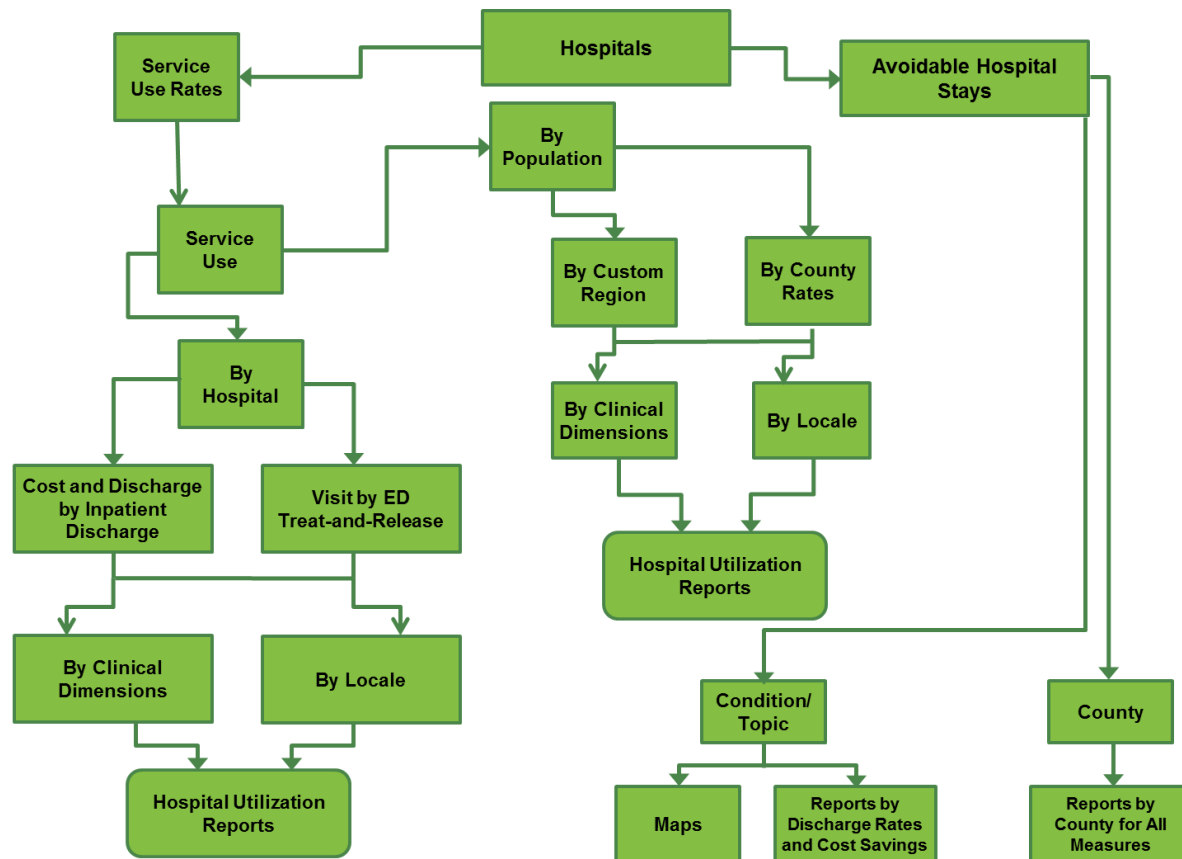 Hospitals
Service
Use Rates
Avoidable Hospital
Stays
By
Population
Service
Use
By Custom
Region
By County
Rates
By
Hospital
By Clinical
Dimensions
By Locale
Cost and Discharge
by Inpatient
Discharge
Visit by ED
Treat-and-Release
Hospital Utilization
Reports
By Clinical
Dimensions
By Locale
Condition/
Topic
County
Hospital Utilization
Reports
Maps
Reports by
Discharge Rates
and Cost Savings
Reports by
County for All
Measures